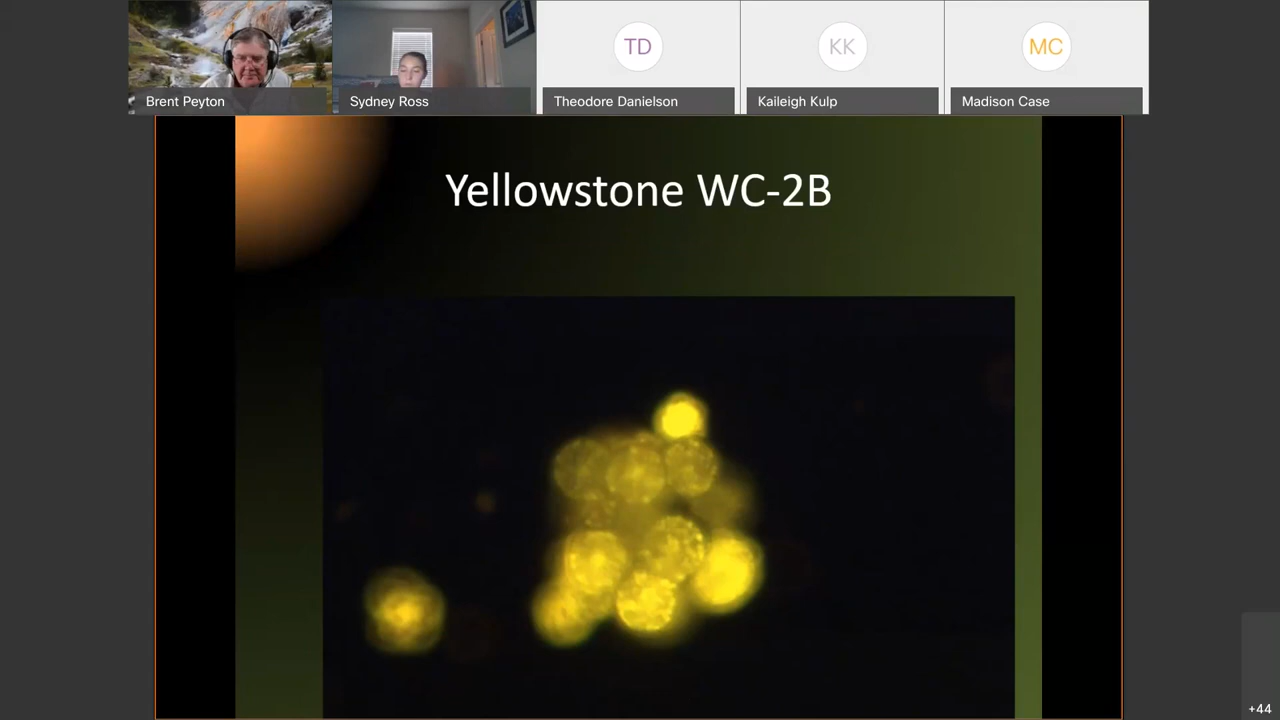 Brent Peyton
Sydney Ross
TD
Theodore Danielson
KK
Kaileigh Kulp
MC
Madison Case
Yellowstone WC-2B
+44